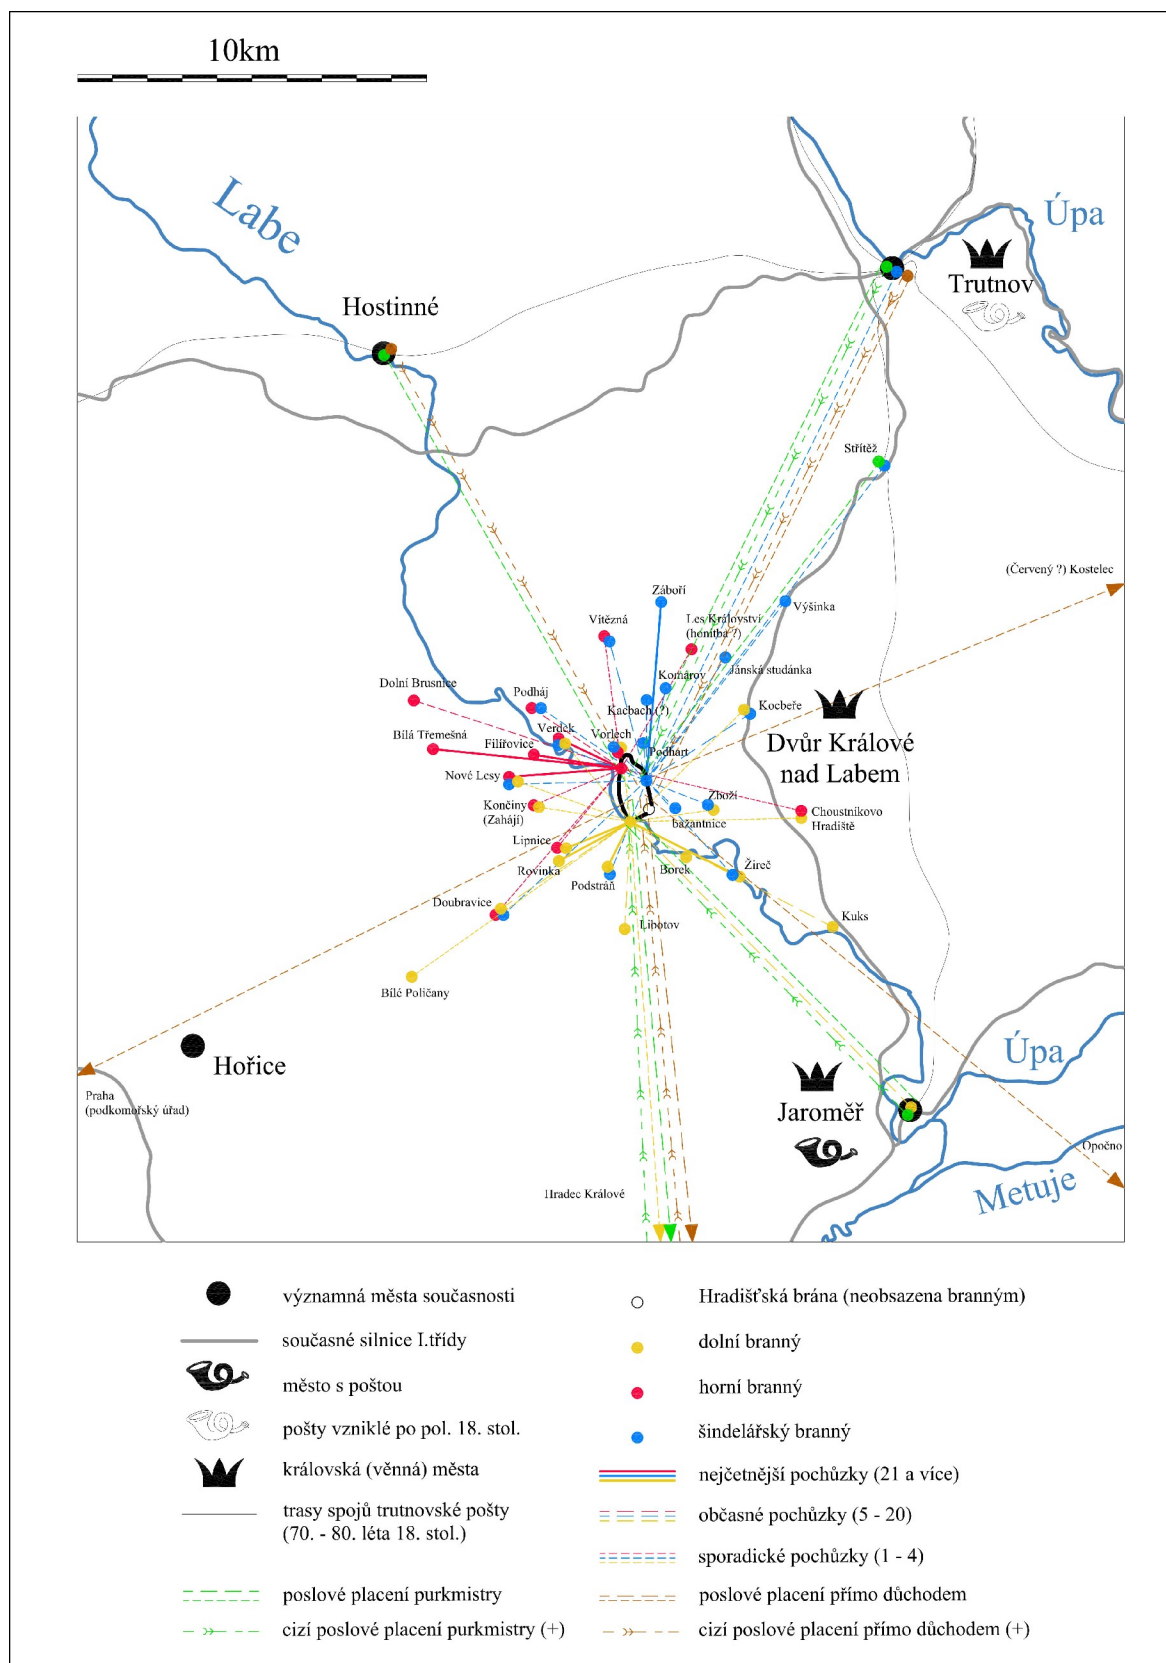 10km
Labe
Úpa
Trutnov
Hostinné
Střítěž
(Červený ?) Kostelec
Záboří
Výšinka
Vítězná
Les Království
(honitba ?)
Jánská studánka
Komárov
Dolní Brusnice
Podháj
Kacbach (?)
Kocbeře
Bílá Třemešná
Verdek
Filířovice
Vorlech
Podhart
Dvůr Králové
nad Labem
Nové Lesy
Zboží
Končiny
(Zahájí)
bažantnice
Choustníkovo
Hradiště
Lipnice
Rovinka
Podstráň
Borek
Žireč
Doubravice
Libotov
Kuks
Bílé Poličany
Hořice
Úpa
Praha
(podkomořský úřad)
Jaroměř
Opočno
Metuje
Hradec Králové
významná města současnosti
současné silnice I.třídy
město s poštou
pošty vzniklé po pol. 18. stol.
královská (věnná) města
trasy spojů trutnovské pošty
(70. - 80. léta 18. stol.)
poslové placení purkmistry
cizí poslové placení purkmistry (+)
Hradišťská brána (neobsazena branným)
dolní branný
horní branný
šindelářský branný
nejčetnější pochůzky (21 a více)
občasné pochůzky (5 - 20)
sporadické pochůzky (1 - 4)
poslové placení přímo důchodem
cizí poslové placení přímo důchodem (+)